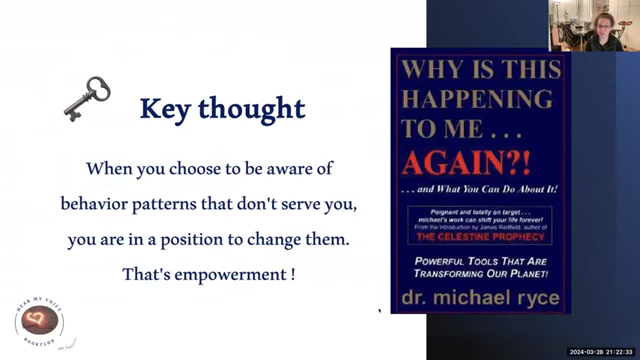 Key thought
When you choose to be aware of
behavior patterns that don't serve you,
you are in a position to change them.
That's empowerment !
WHY IS THIS
HAPPENING
TO ME . . .
AGAIN?!
. . . and What You Can Do About It!
Poignant and totally on target . . .
michael's work can shift your life forever!
From the Introduction by James Redfield, author of
THE CELESTINE PROPHECY
POWERFUL TOOLS THAT ARE
TRANSFORMING OUR PLANET!
dr. michael ryce
HEAR MY VOICE
BOOKCLUB
2024-03-28 21:22:33